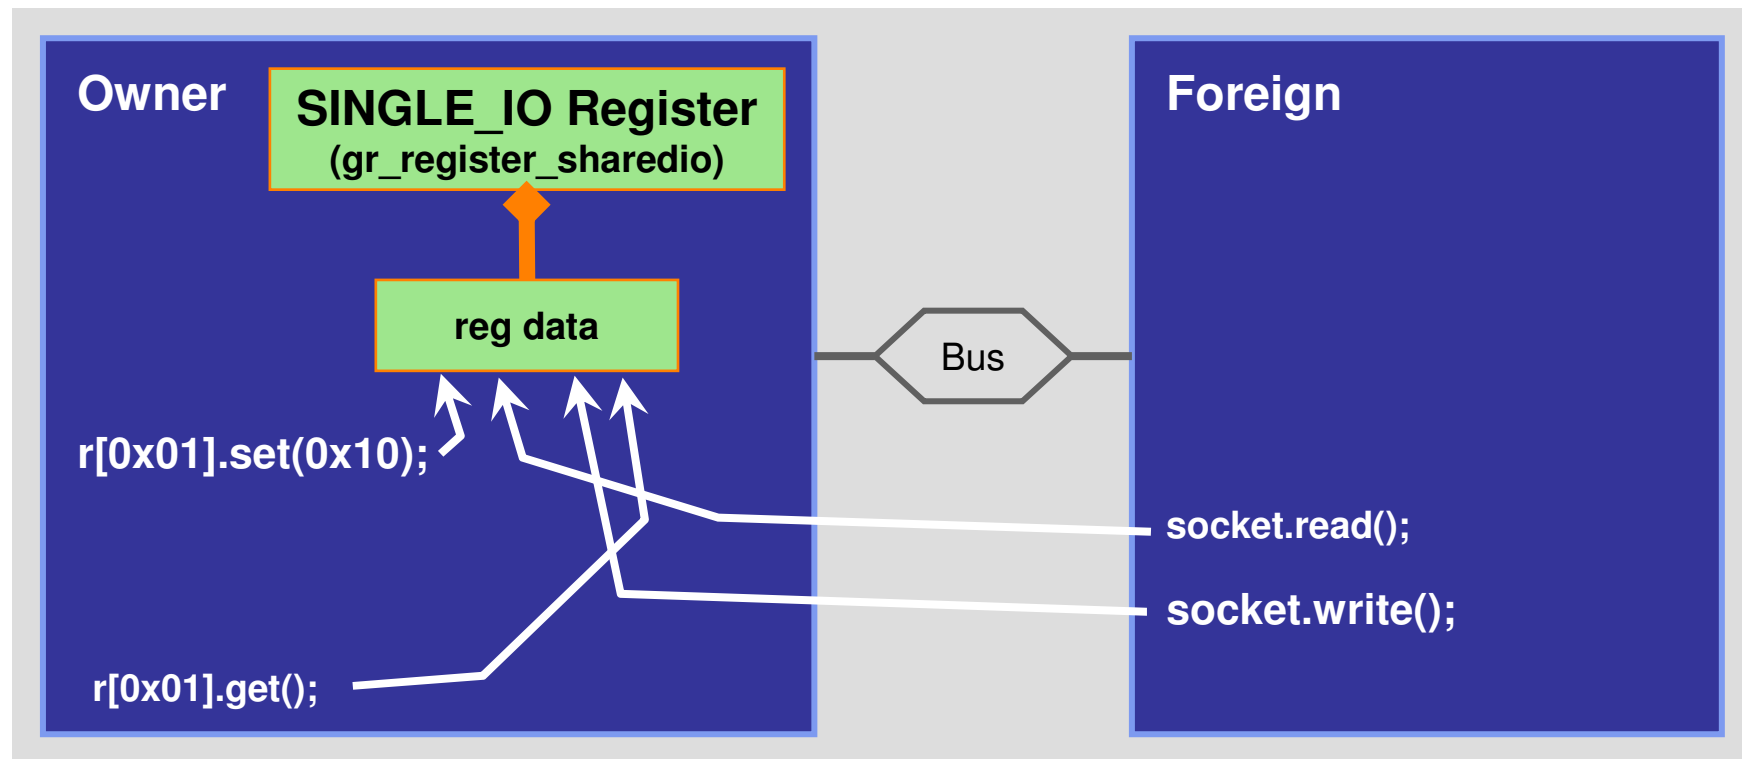 Owner
SINGLE_IO Register
(gr_register_sharedio)
reg data
r[0x01].set(0x10);
r[0x01].get();
Bus
Foreign
socket.read();
socket.write();